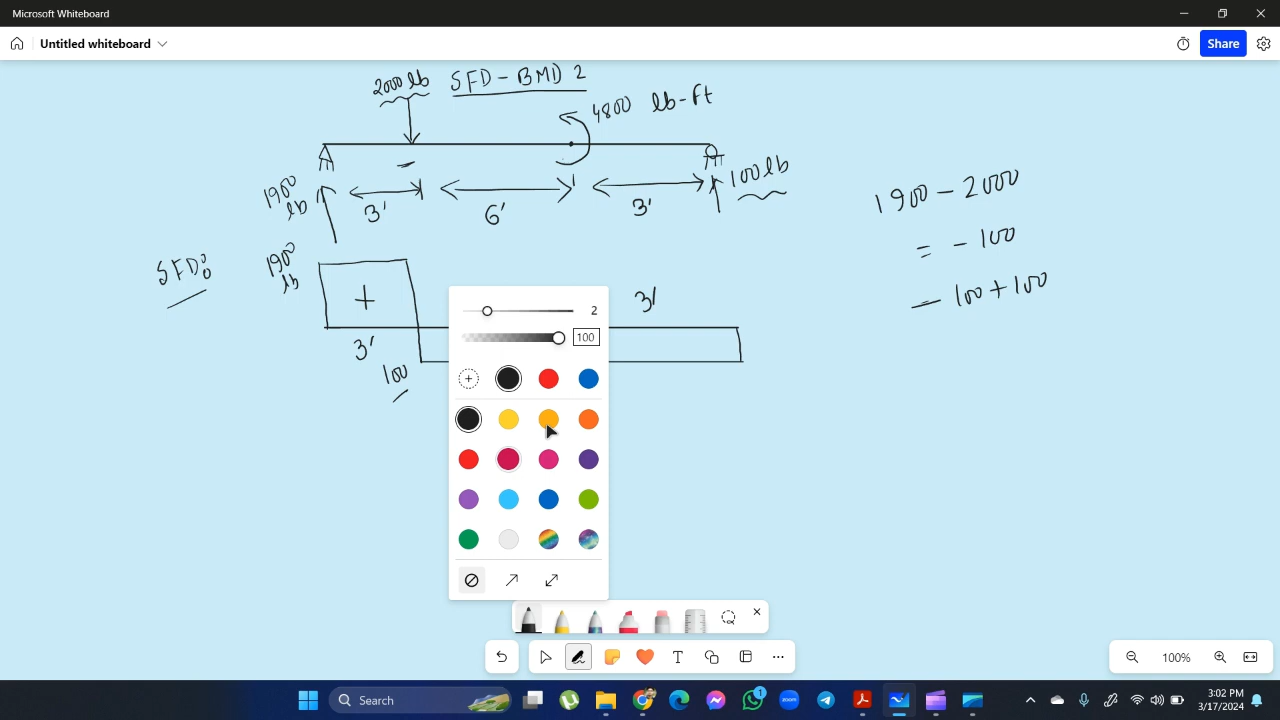 Microsoft Whiteboard
Untitled whiteboard
Share
2000 lb
SFD - BMD 2
4800 lb-ft
1900 lb
3'
6'
3'
100 lb
1900 - 2000
= - 100
- 100 + 100
SFD:
1900 lb
+
3'
3'
100
2
100
100%
Search
1
zoom
3:02 PM
3/17/2024